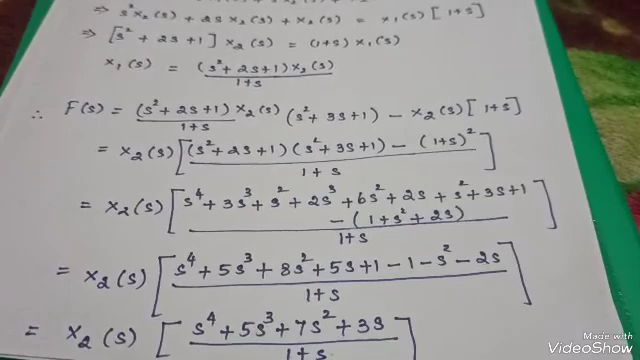 ⇒ s²x₂(s) + 2s x₂(s) + x₂(s) = x₁(s) [1+s]
⇒ [s² + 2s + 1] x₂(s) = (1+s) x₁(s)
x₁(s) = (s² + 2s + 1) x₂(s) / 1+s
∴ F(s) = (s² + 2s + 1) x₂(s) / 1+s (s² + 3s + 1) − x₂(s) [1+s]
= x₂(s) [(s² + 2s + 1) (s² + 3s + 1) − (1+s)² / 1+s]
= x₂(s) [s⁴ + 3s³ + s² + 2s³ + 6s² + 2s + s² + 3s + 1
− (1 + s² + 2s) / 1+s]
= x₂(s) [s⁴ + 5s³ + 8s² + 5s + 1 − 1 − s² − 2s / 1+s]
= x₂(s) [s⁴ + 5s³ + 7s² + 3s / 1+s]
Made with
VideoShow